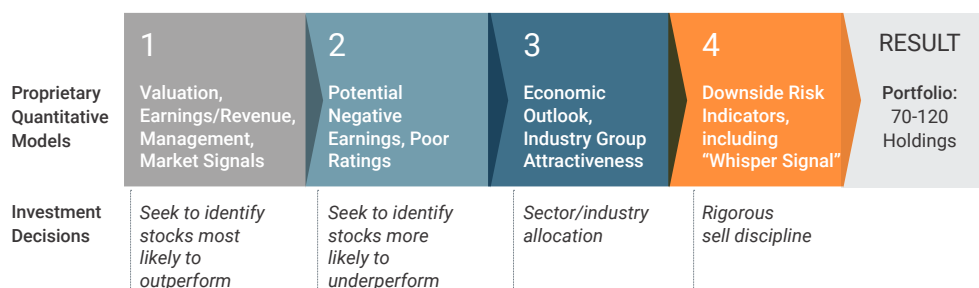 1
2
3
4
RESULT
Proprietary
Quantitative
Models
Valuation,
Earnings/Revenue,
Management,
Market Signals
Potential
Negative
Earnings, Poor
Ratings
Economic
Outlook,
Industry Group
Attractiveness
Downside Risk
Indicators,
including
“Whisper Signal”
Portfolio:
70-120
Holdings
Investment
Decisions
Seek to identify
stocks most
likely to
outperform
Seek to identify
stocks more
likely to
underperform
Sector/industry
allocation
Rigorous
sell discipline